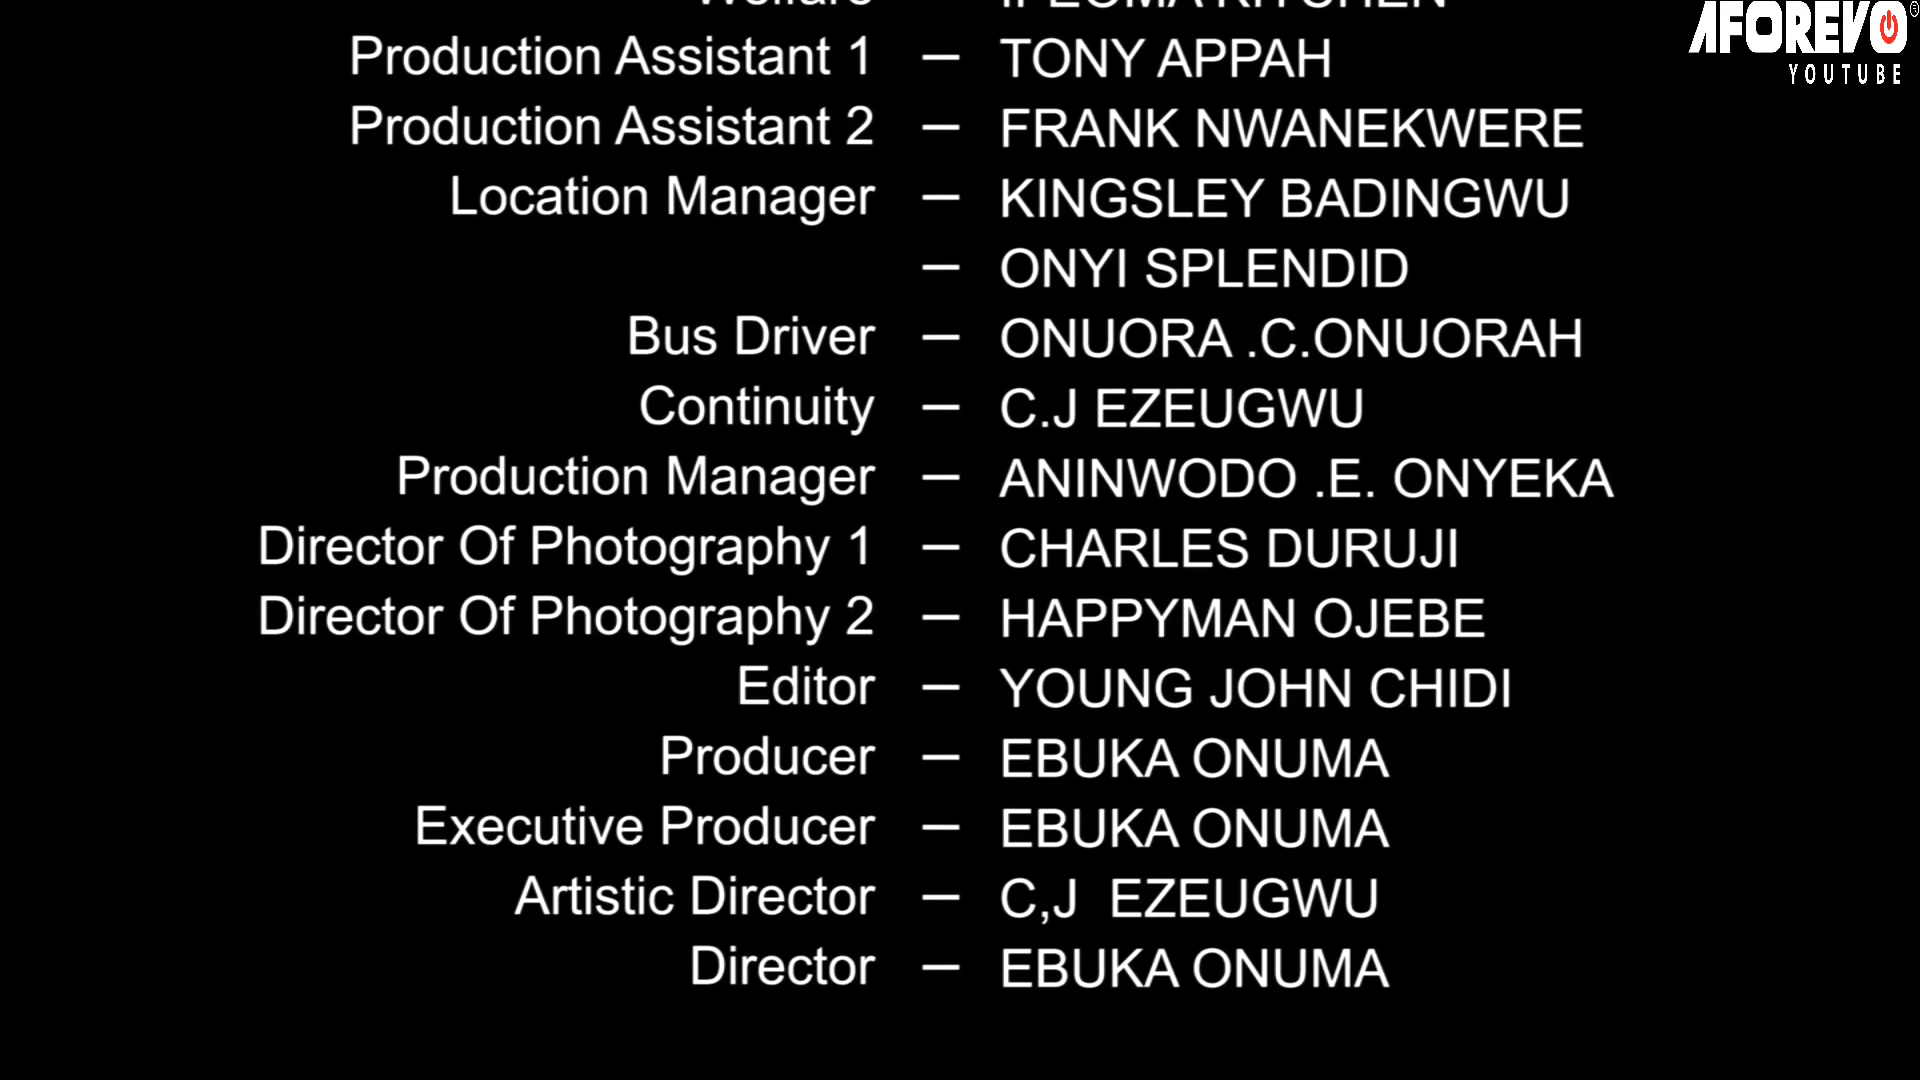 Welfare – IFEOMA KITCHEN
AFOREVO
YOUTUBE
Production Assistant 1 – TONY APPAH
Production Assistant 2 – FRANK NWANEKWERE
Location Manager – KINGSLEY BADINGWU
– ONYI SPLENDID
Bus Driver – ONUORA .C.ONUORAH
Continuity – C.J EZEUGWU
Production Manager – ANINWODO .E. ONYEKA
Director Of Photography 1 – CHARLES DURUJI
Director Of Photography 2 – HAPPYMAN OJEBE
Editor – YOUNG JOHN CHIDI
Producer – EBUKA ONUMA
Executive Producer – EBUKA ONUMA
Artistic Director – C,J  EZEUGWU
Director – EBUKA ONUMA